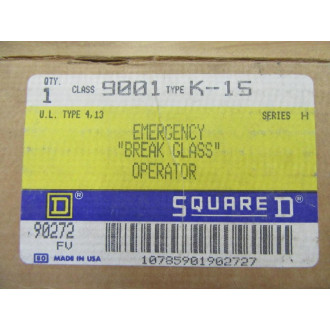 QTY. 1 CLASS 9001 TYPE K-15
U.L. TYPE 4,13 SERIES H
EMERGENCY
"BREAK GLASS"
OPERATOR
D® SQUARE D®
90272
FV
MADE IN USA
10785901902727